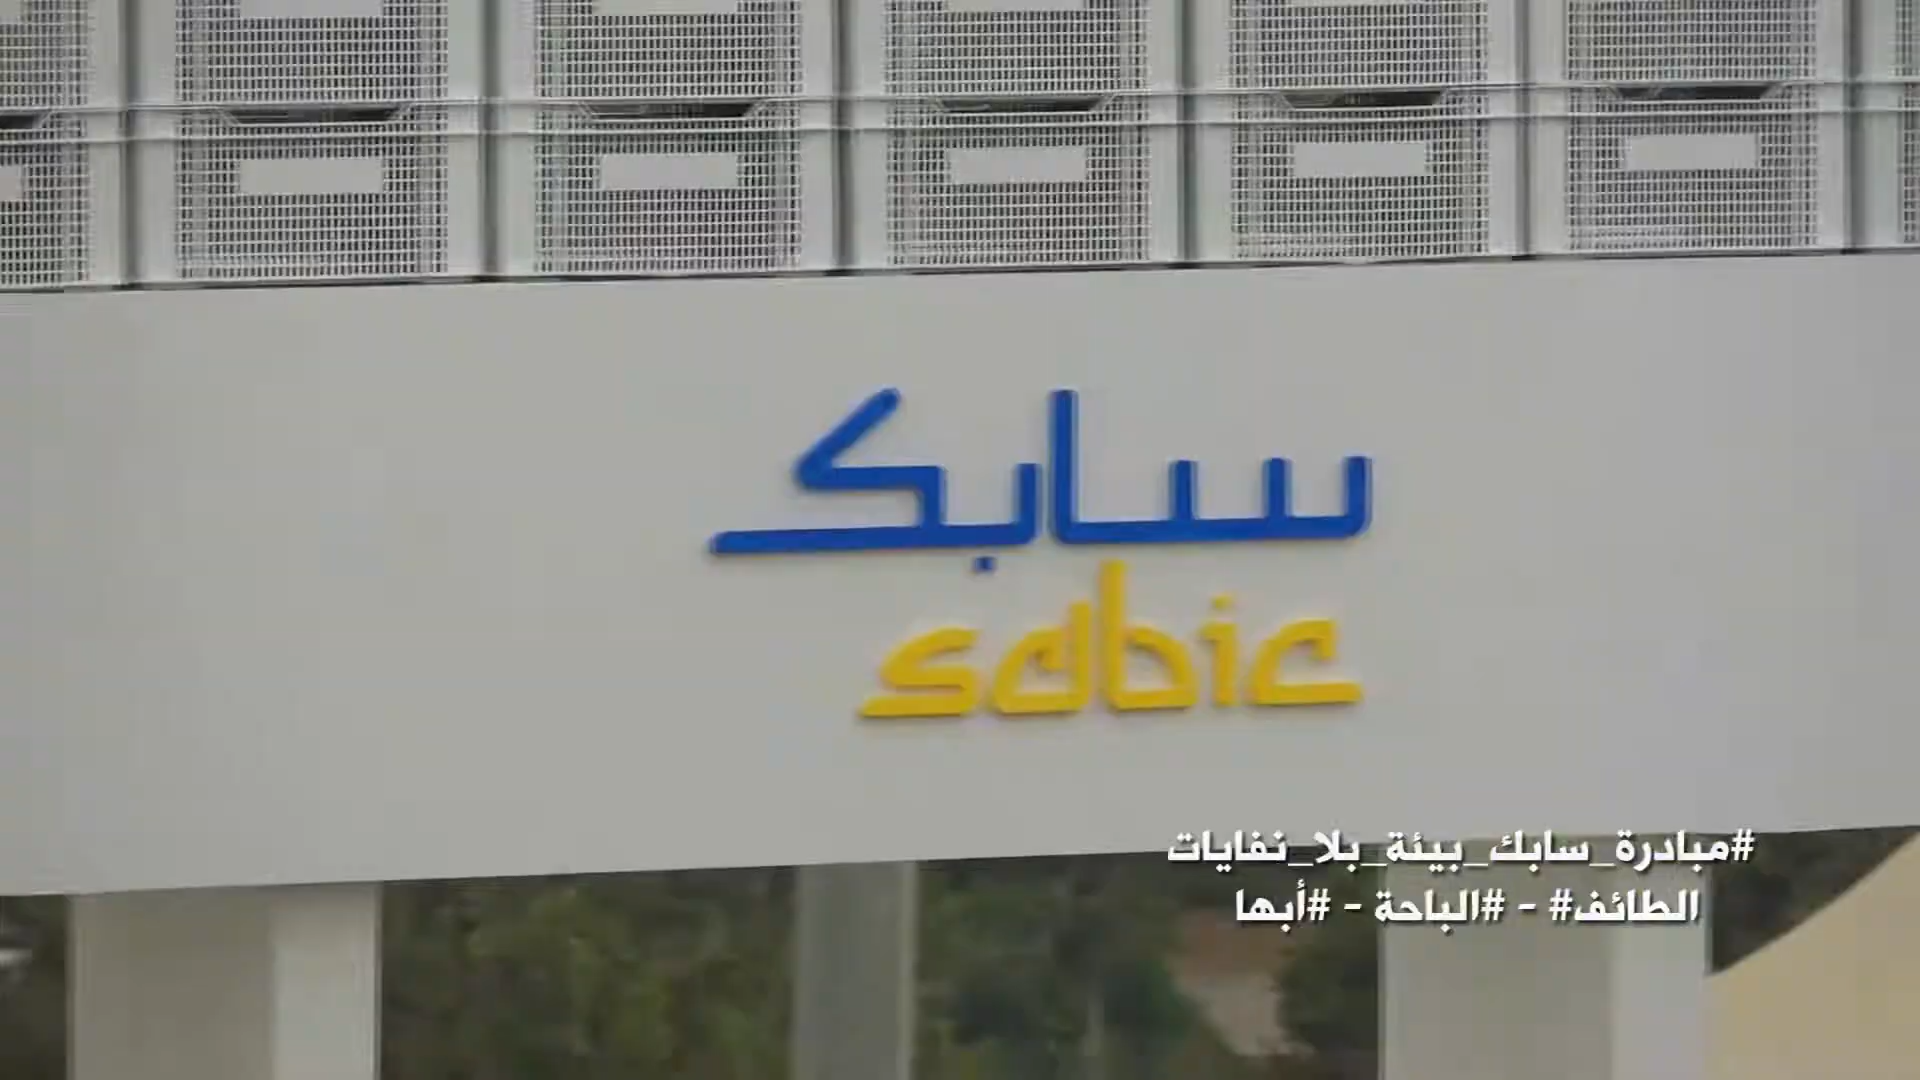 سابك
sabic
#مبادرة_سابك_بيئة_بلا_نفايات
الطائف# - #الباحة - #أبها